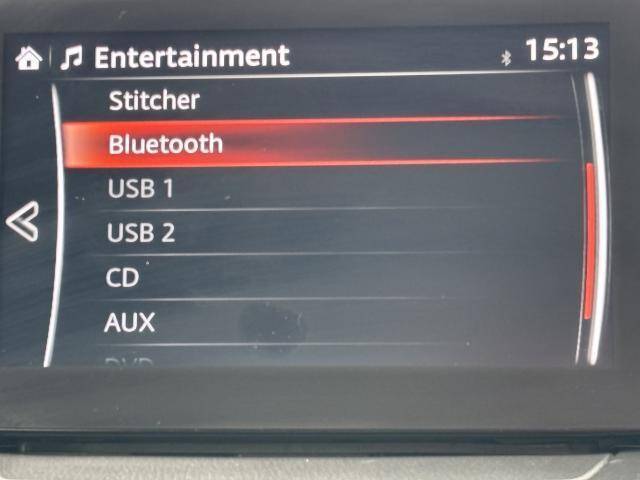 Entertainment 15:13
Stitcher
Bluetooth
USB 1
USB 2
CD
AUX